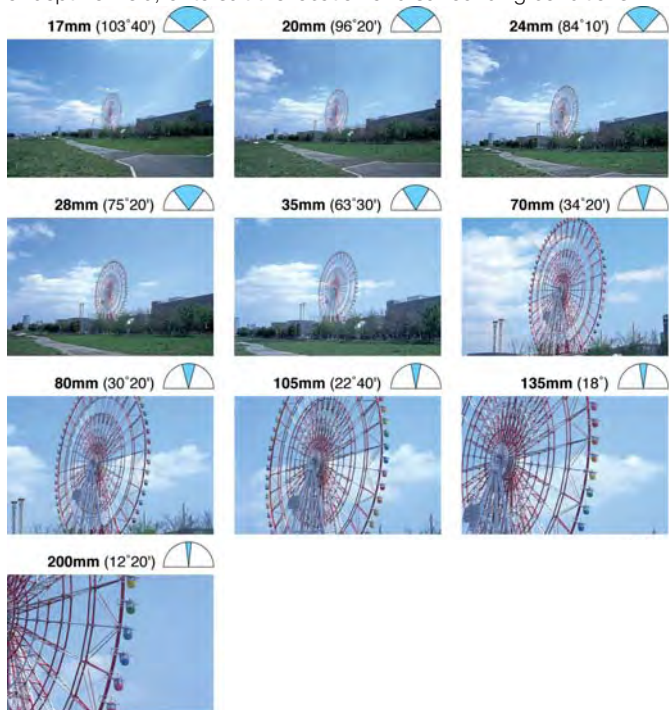 17mm (103˚40')
20mm (96˚20')
24mm (84˚10')
28mm (75˚20')
35mm (63˚30')
70mm (34˚20')
80mm (30˚20')
105mm (22˚40')
135mm (18˚)
200mm (12˚20')